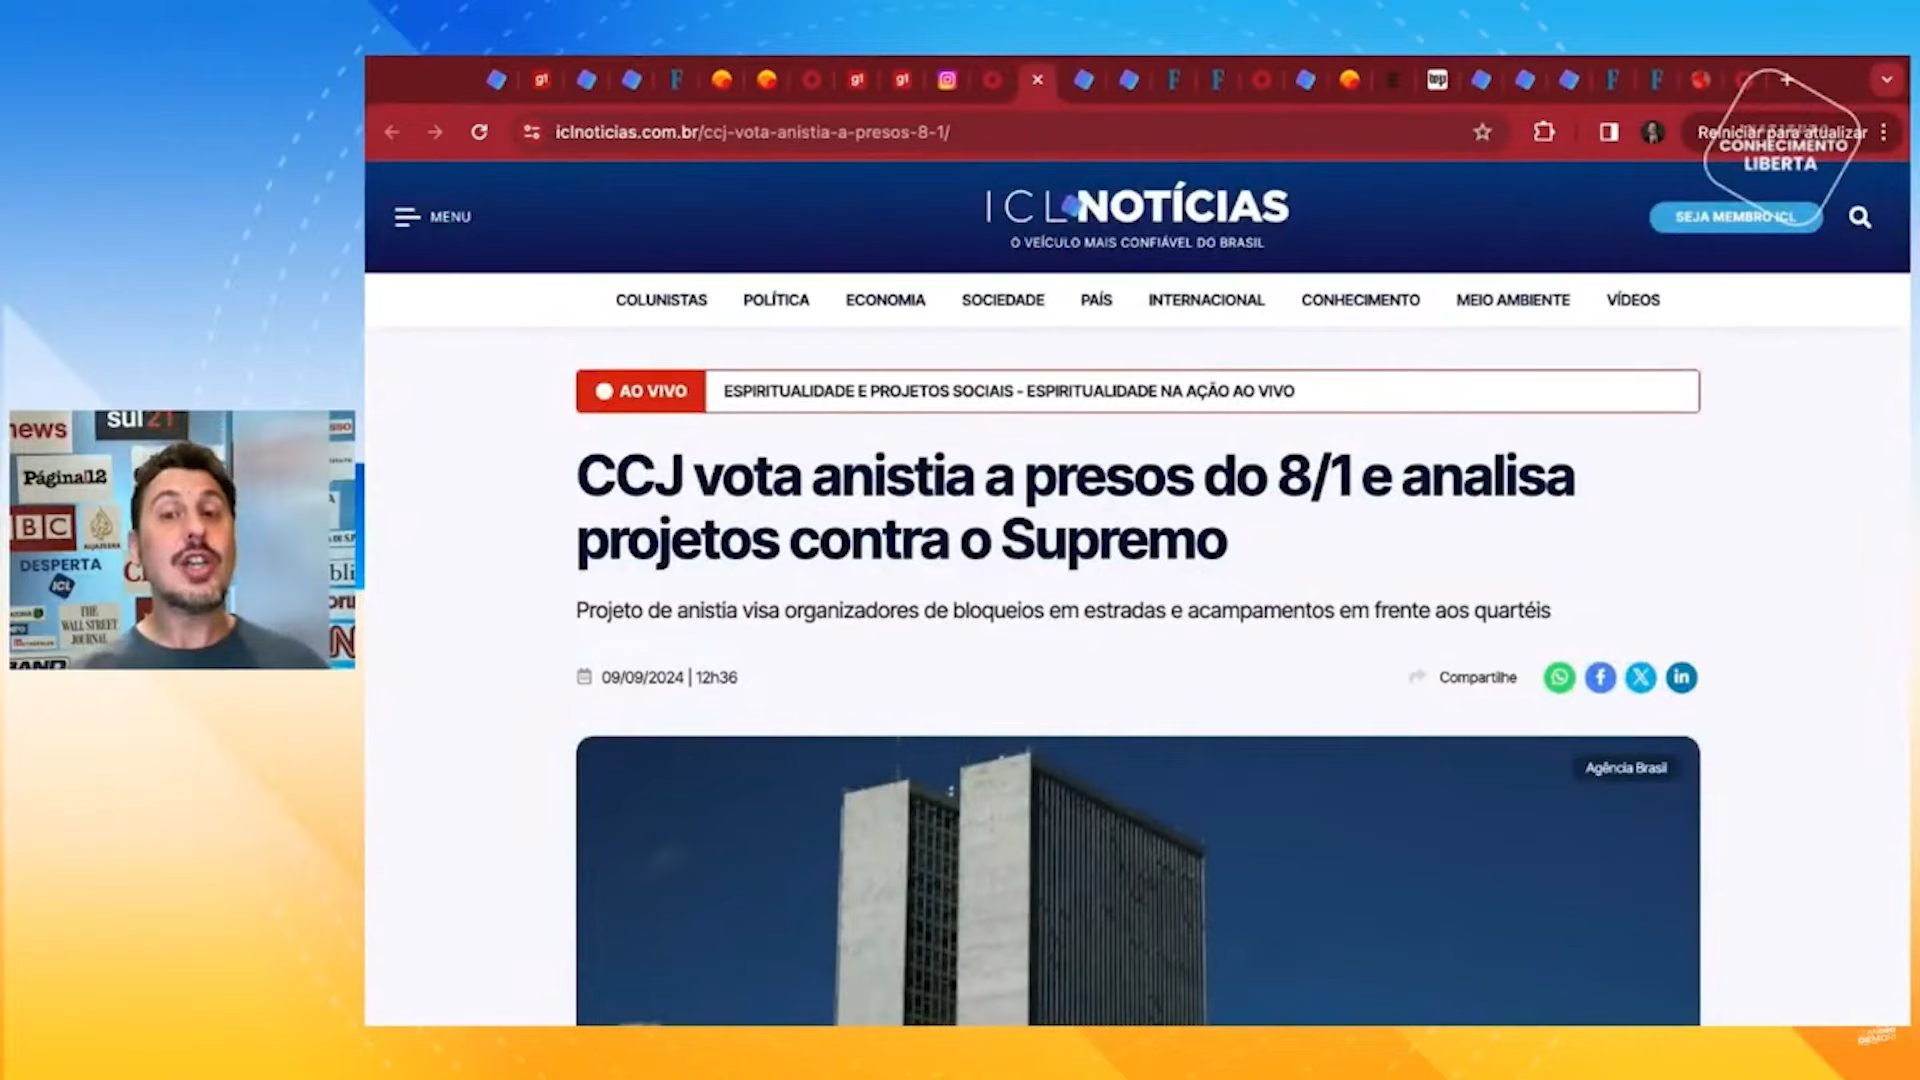 iclnoticias.com.br/ccj-vota-anistia-a-presos-8-1/
Reiniciar para atualizar
CONHECIMENTO
LIBERTA
MENU
ICL NOTÍCIAS
O VEÍCULO MAIS CONFIÁVEL DO BRASIL
SEJA MEMBRO ICL
COLUNISTAS POLÍTICA ECONOMIA SOCIEDADE PAÍS INTERNACIONAL CONHECIMENTO MEIO AMBIENTE VÍDEOS
AO VIVO ESPIRITUALIDADE E PROJETOS SOCIAIS - ESPIRITUALIDADE NA AÇÃO AO VIVO
CCJ vota anistia a presos do 8/1 e analisa
projetos contra o Supremo
Projeto de anistia visa organizadores de bloqueios em estradas e acampamentos em frente aos quartéis
09/09/2024 | 12h36
Compartilhe
Agência Brasil
news
sul21
Página12
BBC
ALJAZEERA
DESPERTA
ICL
THE
WALL STREET
JOURNAL
BAND